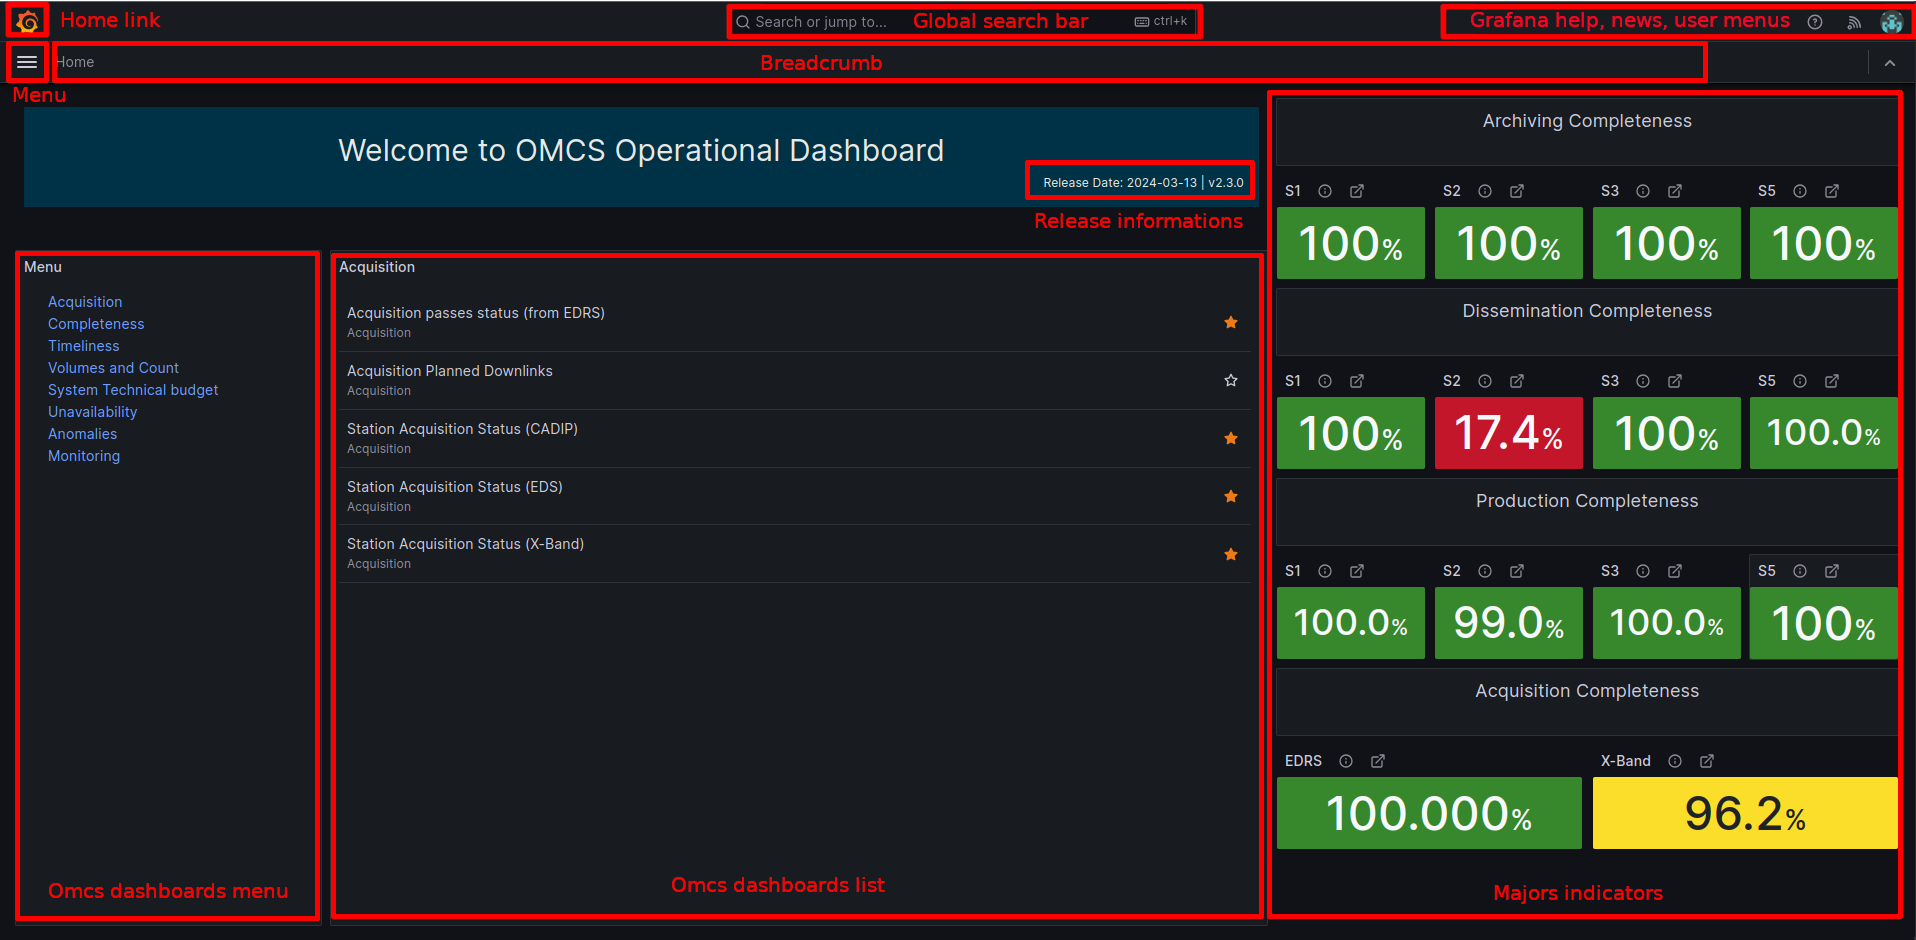 Home link
Search or jump to... Global search bar ctrl+k
Grafana help, news, user menus
Home
Breadcrumb
Menu
Welcome to OMCS Operational Dashboard
Release Date: 2024-03-13 | v2.3.0
Release informations
Menu
Acquisition
Completeness
Timeliness
Volumes and Count
System Technical budget
Unavailability
Anomalies
Monitoring
Omcs dashboards menu
Acquisition
Acquisition passes status (from EDRS)
Acquisition
Acquisition Planned Downlinks
Acquisition
Station Acquisition Status (CADIP)
Acquisition
Station Acquisition Status (EDS)
Acquisition
Station Acquisition Status (X-Band)
Acquisition
Omcs dashboards list
Archiving Completeness
S1 S2 S3 S5
100% 100% 100% 100%
Dissemination Completeness
S1 S2 S3 S5
100% 17.4% 100% 100.0%
Production Completeness
S1 S2 S3 S5
100.0% 99.0% 100.0% 100%
Acquisition Completeness
EDRS X-Band
100.000% 96.2%
Majors indicators